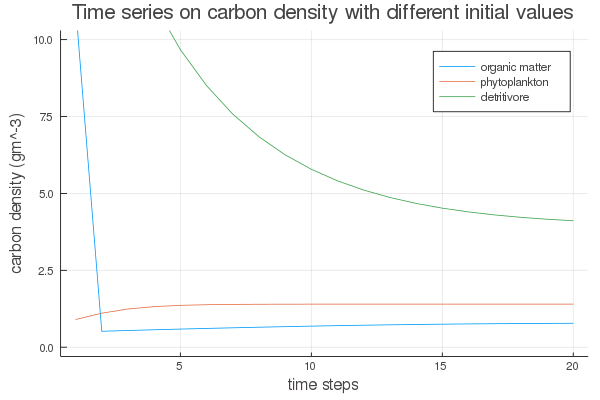 Time series on carbon density with different initial values
10.0
organic matter
phytoplankton
detritivore
7.5
carbon density (gm^-3)
5.0
2.5
0.0
5
10
15
20
time steps